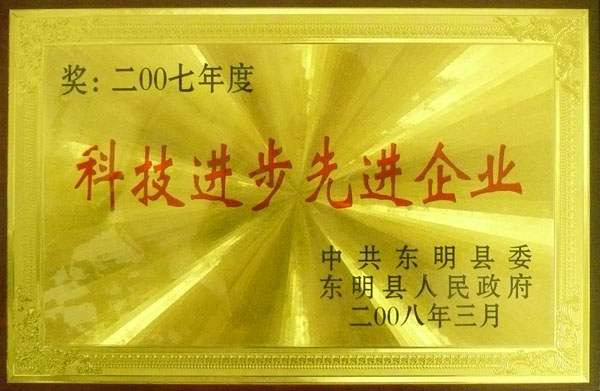 奖：二00七年度
科技进步先进企业
中共东明县委
东明县人民政府
二00八年三月